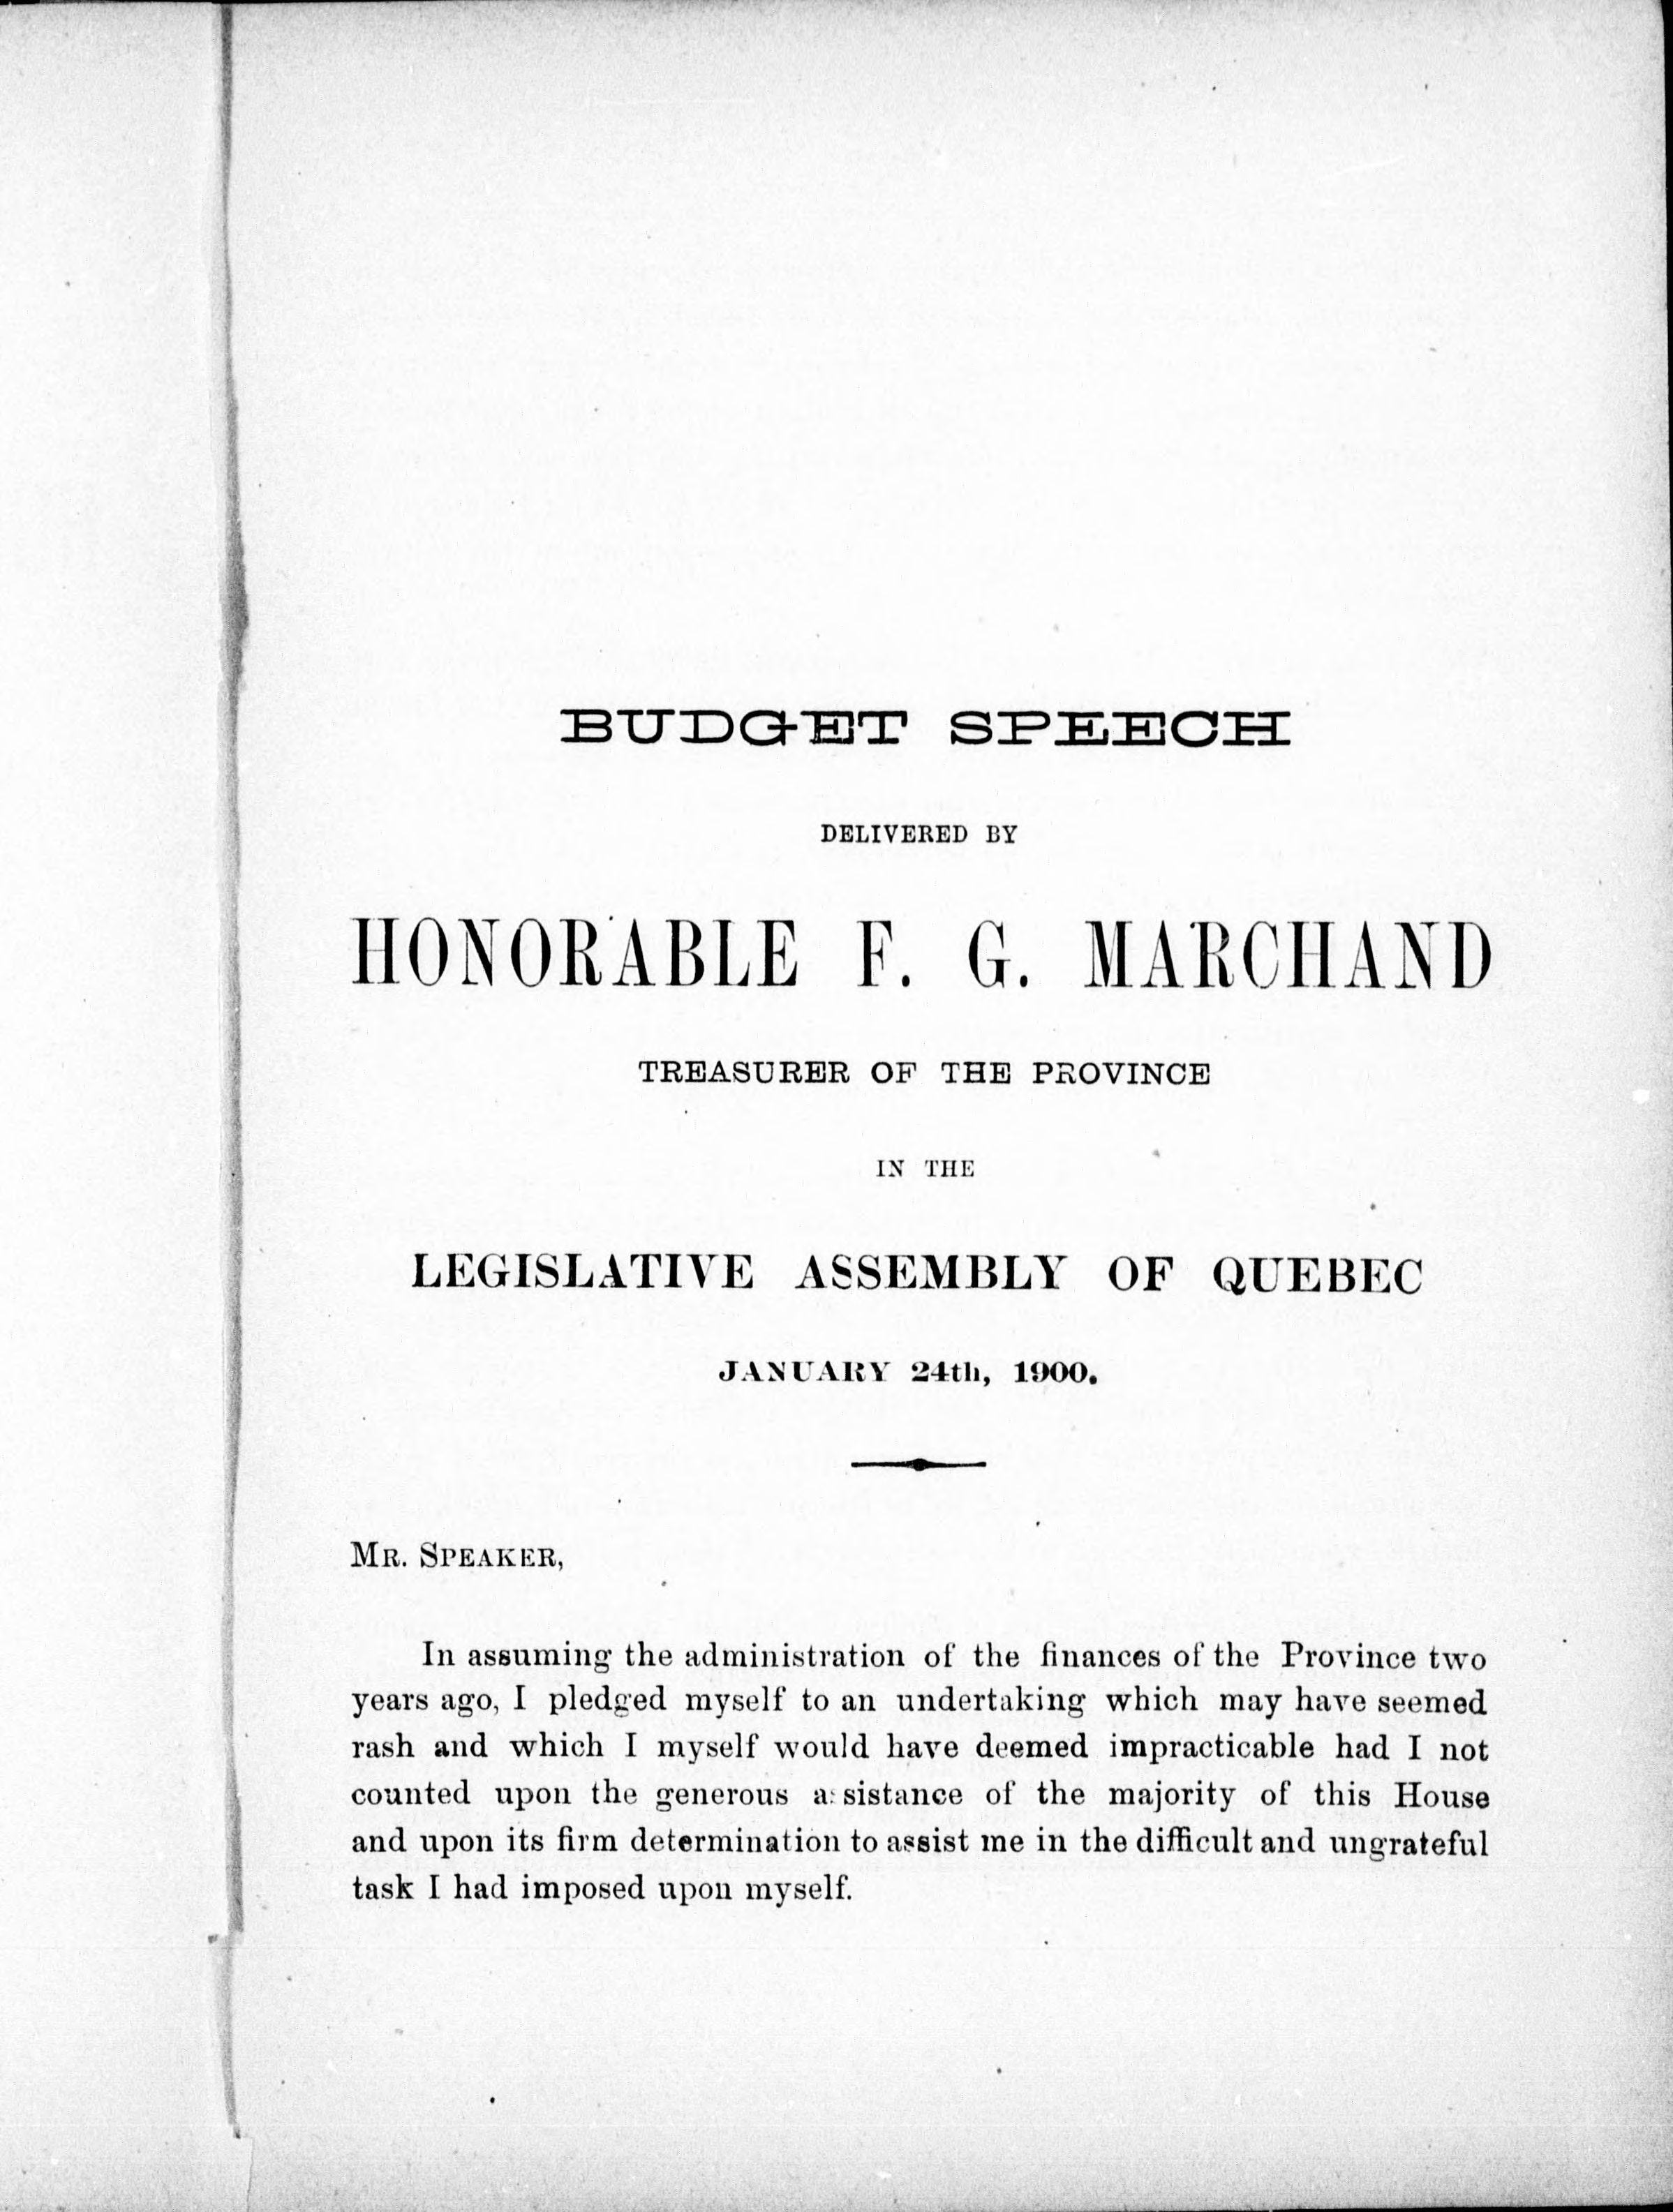 BUDGET SPEECH
DELIVERED BY
HONORABLE F. G. MARCHAND
TREASURER OF THE PROVINCE
IN THE
LEGISLATIVE ASSEMBLY OF QUEBEC
JANUARY 24th, 1900.
MR. SPEAKER,
In assuming the administration of the finances of the Province two
years ago, I pledged myself to an undertaking which may have seemed
rash and which I myself would have deemed impracticable had I not
counted upon the generous assistance of the majority of this House
and upon its firm determination to assist me in the difficult and ungrateful
task I had imposed upon myself.